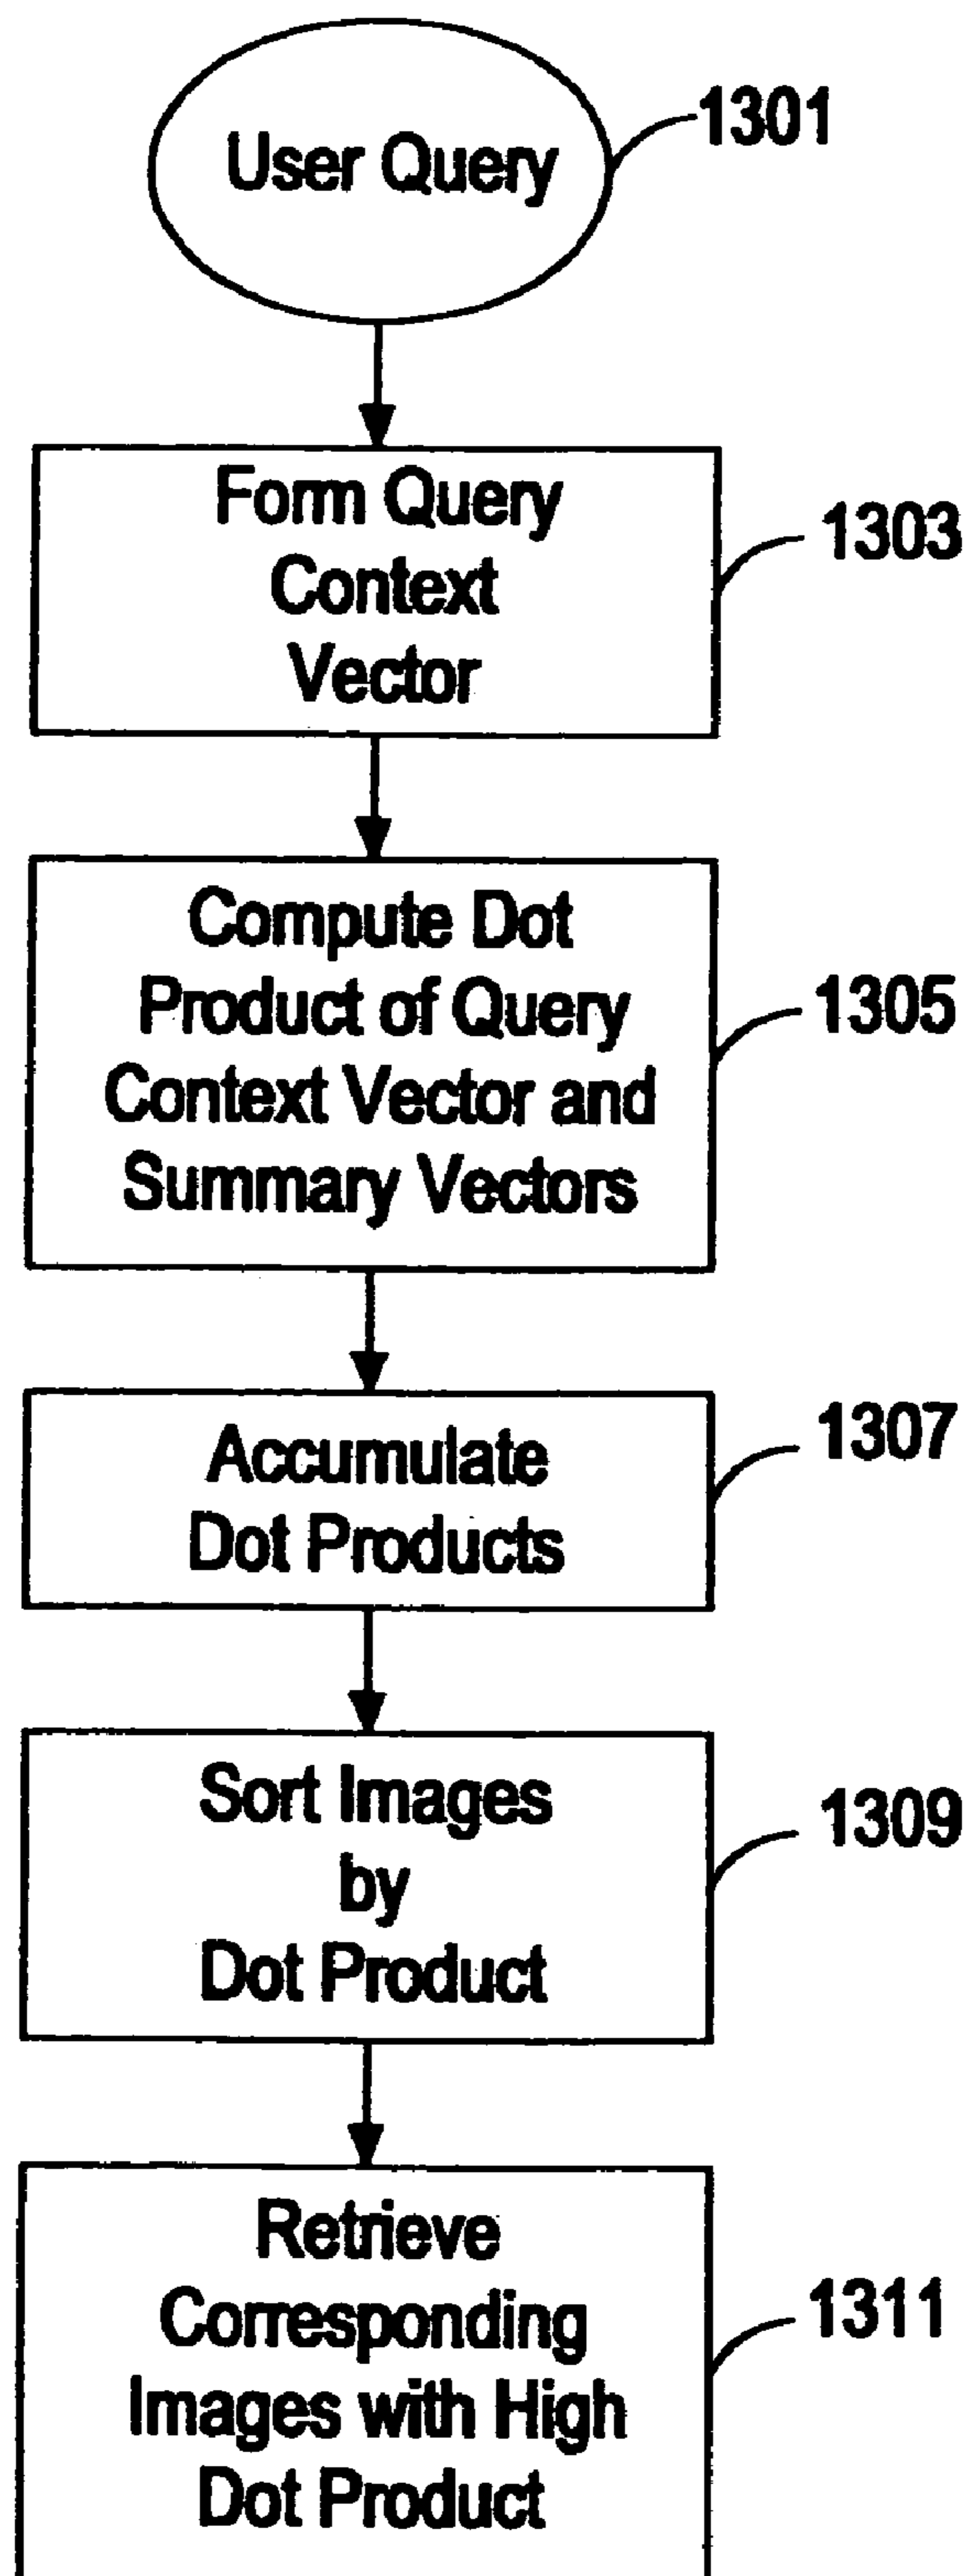 User Query
1301
Form Query
Context
Vector
1303
Compute Dot
Product of Query
Context Vector and
Summary Vectors
1305
Accumulate
Dot Products
1307
Sort Images
by
Dot Product
1309
Retrieve
Corresponding
Images with High
Dot Product
1311